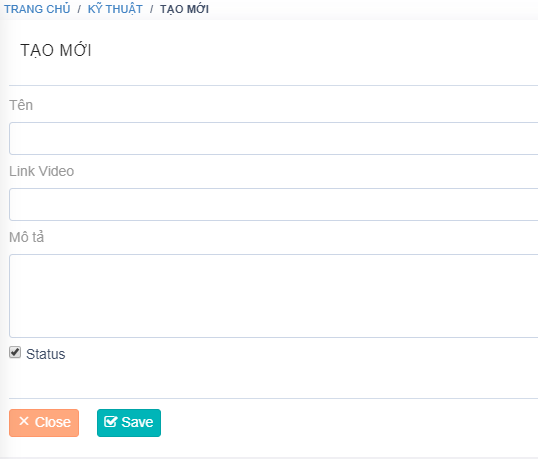 TRANG CHỦ / KỸ THUẬT / TẠO MỚI
TẠO MỚI
Tên
Link Video
Mô tả
Status
Close Save